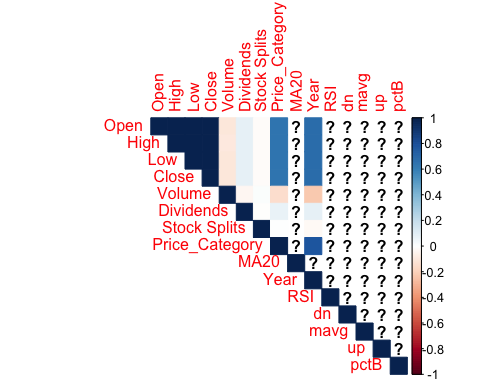 Open
High
Low
Close
Volume
Dividends
Stock Splits
Price_Category
MA20
Year
RSI
dn
mavg
up
pctB
Open ? ? ? ? ? ? ?
High ? ? ? ? ? ? ?
Low ? ? ? ? ? ? ?
Close ? ? ? ? ? ? ?
Volume ? ? ? ? ? ? ?
Dividends ? ? ? ? ? ? ?
Stock Splits ? ? ? ? ? ? ?
Price_Category ? ? ? ? ? ? ?
MA20 ? ? ? ? ? ? ?
Year ? ? ? ? ? ?
RSI ? ? ? ? ?
dn ? ? ? ?
mavg ? ? ?
up ?
pctB
1
0.8
0.6
0.4
0.2
0
-0.2
-0.4
-0.6
-0.8
-1